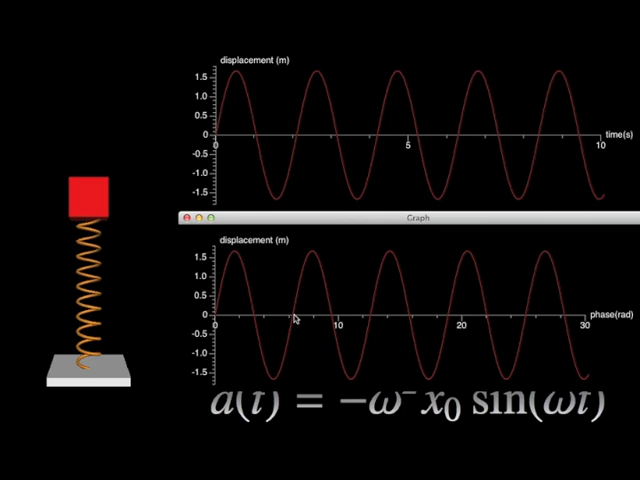 displacement (m)
1.5
1.0
0.5
0
-0.5
-1.0
-1.5
0 5 10
time(s)
Graph
displacement (m)
1.5
1.0
0.5
0
-0.5
-1.0
-1.5
0 10 20 30
phase(rad)
a(t) = −ω x₀ sin(ωt)